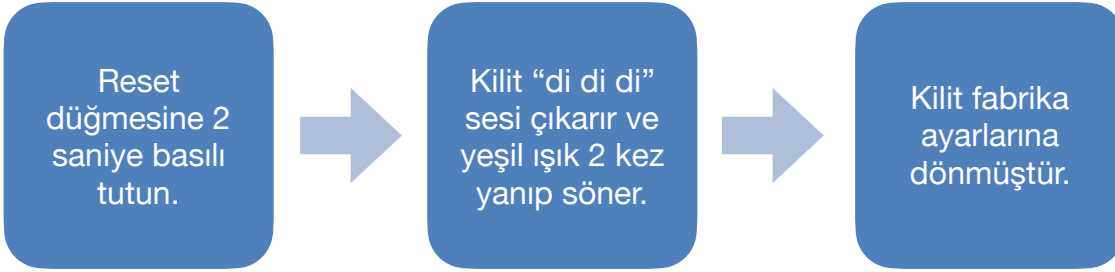 Reset
düğmesine 2
saniye basılı
tutun.
Kilit “di di di”
sesi çıkarır ve
yeşil ışık 2 kez
yanıp söner.
Kilit fabrika
ayarlarına
dönmüştür.